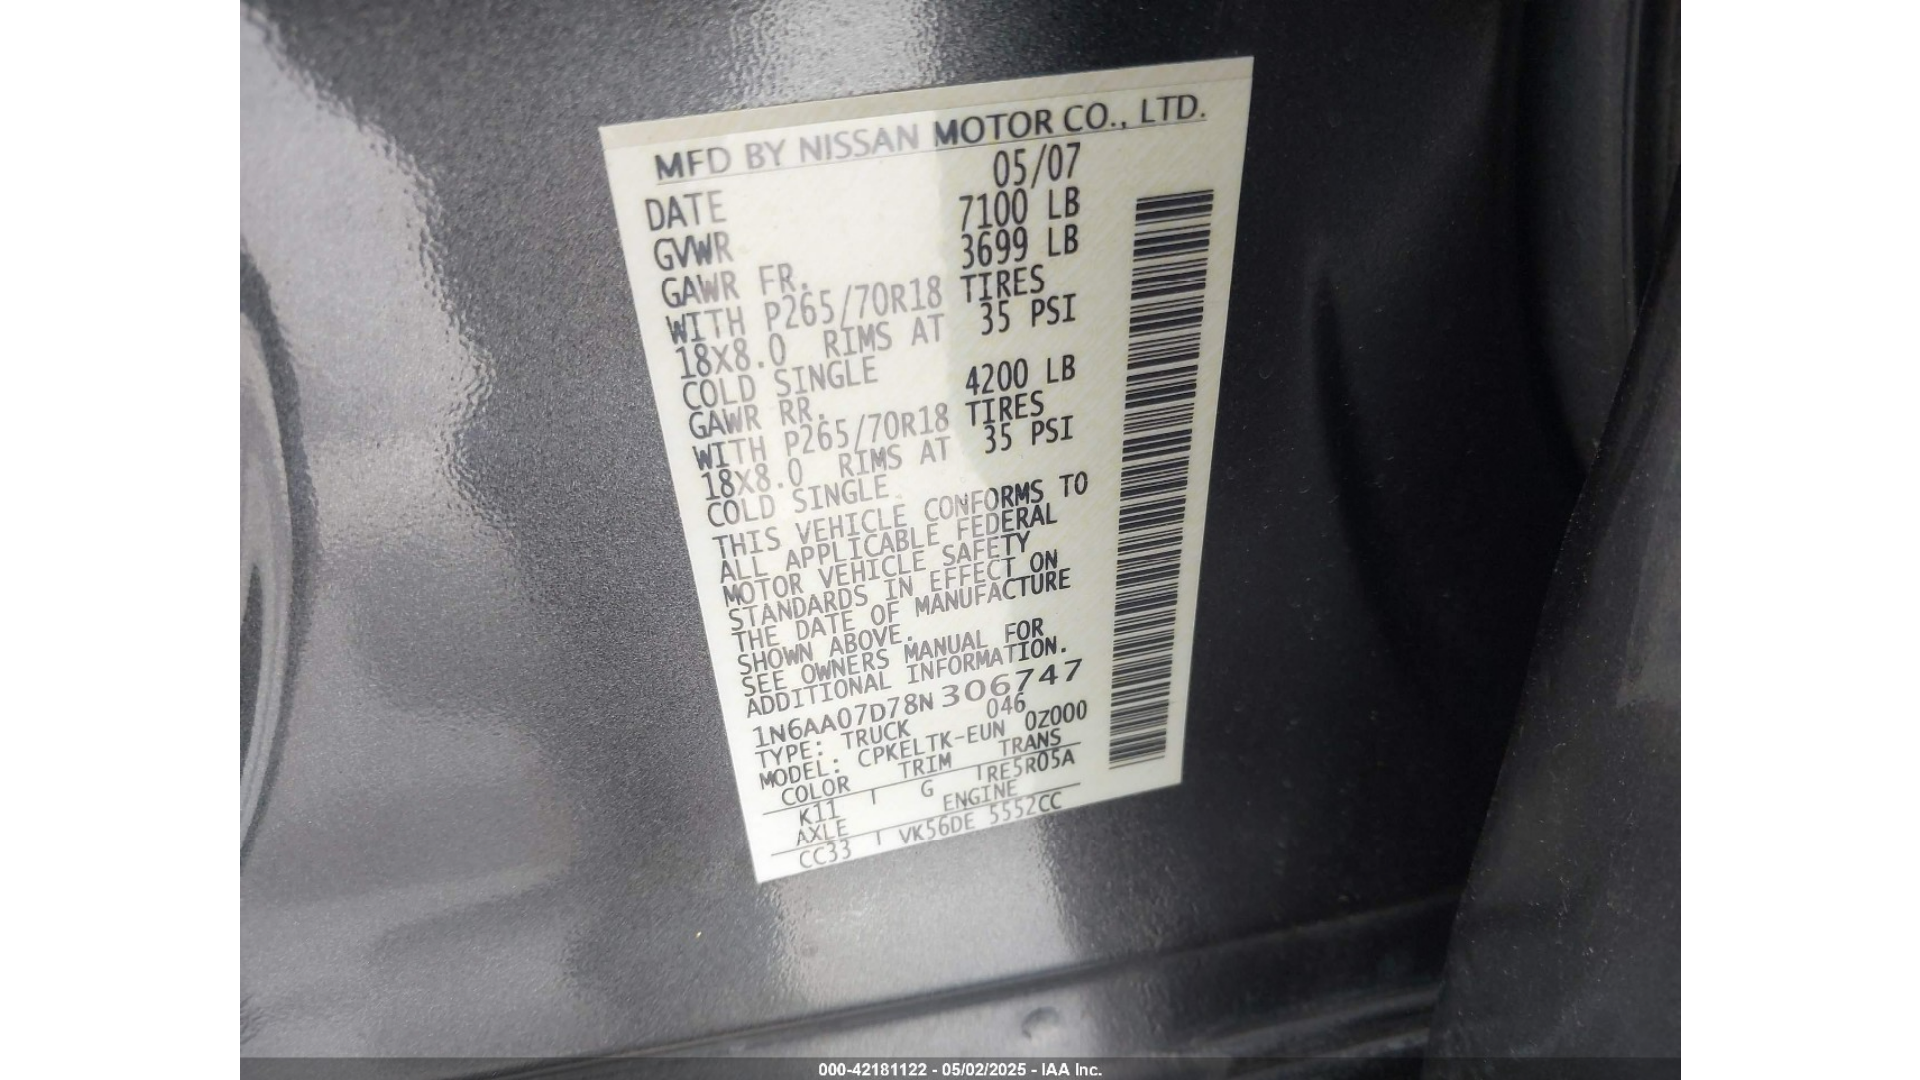 MFD BY NISSAN MOTOR CO., LTD.
DATE 05/07
GVWR 7100 LB
GAWR FR. 3699 LB
WITH P265/70R18 TIRES
18X8.0 RIMS AT 35 PSI
COLD SINGLE
GAWR RR. 4200 LB
WITH P265/70R18 TIRES
18X8.0 RIMS AT 35 PSI
COLD SINGLE
THIS VEHICLE CONFORMS TO
ALL APPLICABLE FEDERAL
MOTOR VEHICLE SAFETY
STANDARDS IN EFFECT ON
THE DATE OF MANUFACTURE
SHOWN ABOVE.
SEE OWNERS MANUAL FOR
ADDITIONAL INFORMATION.
1N6AA07D78N306747
TYPE: TRUCK 046
MODEL: CPKELTK-EUN 0Z000
COLOR TRIM TRANS
K11 G RE5R05A
AXLE ENGINE
CC33 VK56DE 5552CC
000-42181122 - 05/02/2025 - IAA Inc.